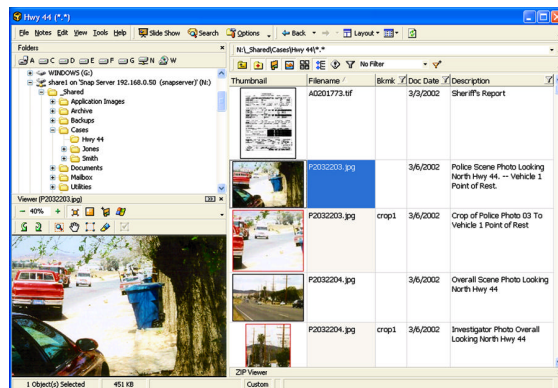 Hwy 44 (*.*)
File Notes Edit View Tools Help Slide Show Search Options Back Layout
Folders
N:\_Shared\Cases\Hwy 44\*.*
A C D E F G N W
No Filter
WINDOWS (G:)
share1 on 'Snap Server 192.168.0.50 (snapserver)' (N:)
_Shared
Application Images
Archive
Backups
Cases
Hwy 44
Jones
Smith
Documents
Mailbox
Utilities
Viewer (P2032203.jpg)
40%
Thumbnail Filename Bkmk Doc Date Description
A0201773.tif 3/3/2002 Sheriff's Report
P2032203.jpg 3/6/2002 Police Scene Photo Looking
North Hwy 44. -- Vehicle 1
Point of Rest.
P2032203.jpg crop1 3/6/2002 Crop of Police Photo 03 To
Vehicle 1 Point of Rest
P2032204.jpg 3/6/2002 Overall Scene Photo Looking
North Hwy 44
P2032204.jpg crop1 3/6/2002 Investigator Photo Overall
Looking North Hwy 44
ZIP Viewer
1 Object(s) Selected 451 KB Custom